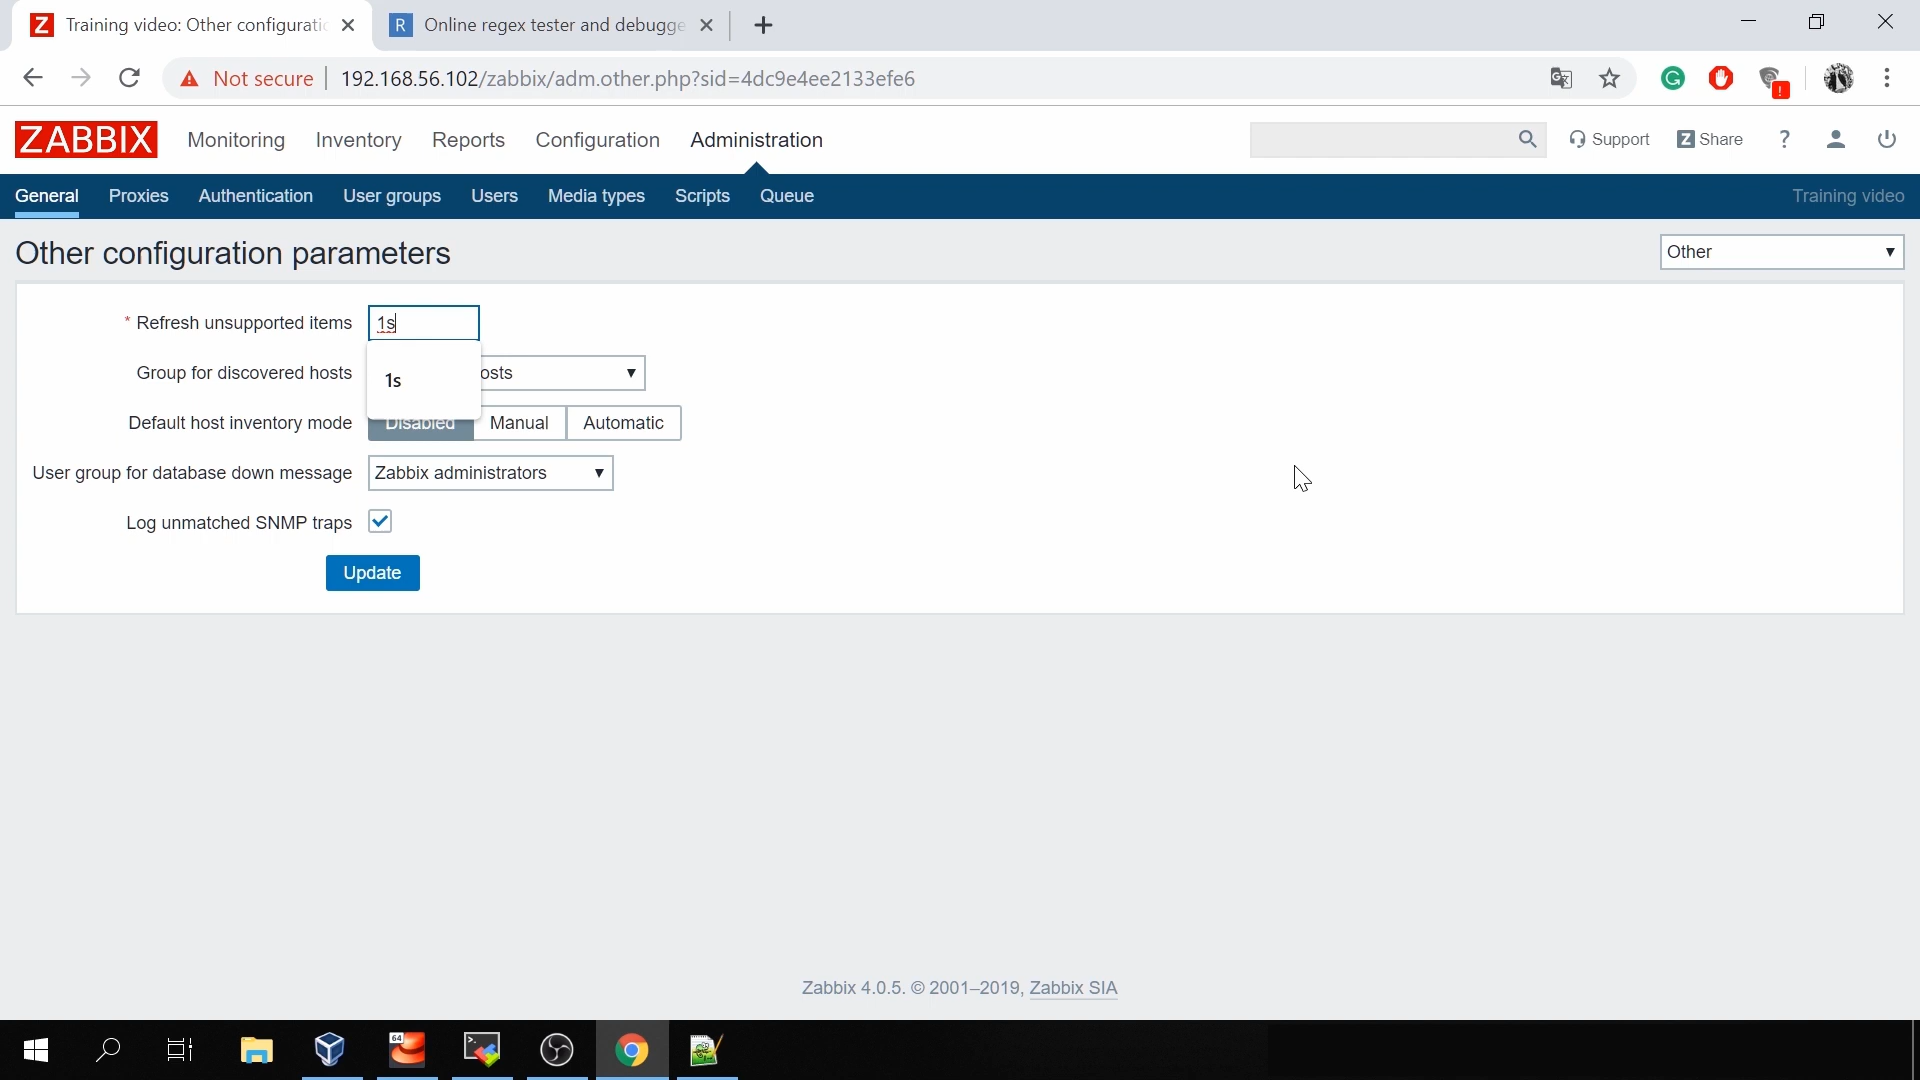 Z Training video: Other configuratio
R Online regex tester and debugge
Not secure 192.168.56.102/zabbix/adm.other.php?sid=4dc9e4ee2133efe6
ZABBIX Monitoring Inventory Reports Configuration Administration Support Z Share ?
General Proxies Authentication User groups Users Media types Scripts Queue Training video
Other configuration parameters Other
* Refresh unsupported items 1s
1s
Group for discovered hosts osts
Default host inventory mode Disabled Manual Automatic
User group for database down message Zabbix administrators
Log unmatched SNMP traps
Update
Zabbix 4.0.5. © 2001–2019, Zabbix SIA
64